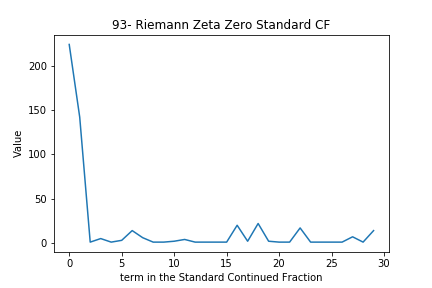 93- Riemann Zeta Zero Standard CF
Value
200
150
100
50
0
0 5 10 15 20 25 30
term in the Standard Continued Fraction